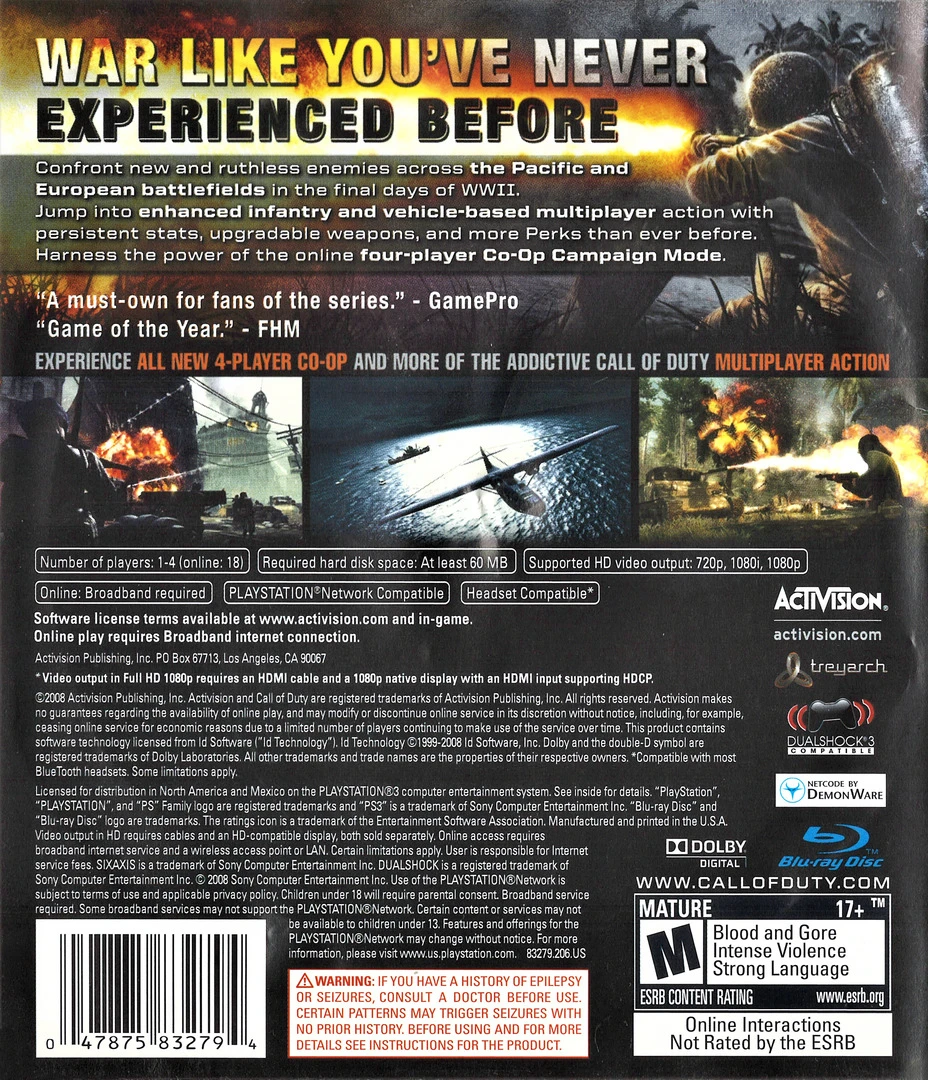 WAR LIKE YOU'VE NEVER
EXPERIENCED BEFORE
Confront new and ruthless enemies across the Pacific and
European battlefields in the final days of WWII.
Jump into enhanced infantry and vehicle-based multiplayer action with
persistent stats, upgradable weapons, and more Perks than ever before.
Harness the power of the online four-player Co-Op Campaign Mode.
“A must-own for fans of the series.” - GamePro
“Game of the Year.” - FHM
EXPERIENCE ALL NEW 4-PLAYER CO-OP AND MORE OF THE ADDICTIVE CALL OF DUTY MULTIPLAYER ACTION
Number of players: 1-4 (online: 18) Required hard disk space: At least 60 MB Supported HD video output: 720p, 1080i, 1080p
Online: Broadband required PLAYSTATION®Network Compatible Headset Compatible*
Software license terms available at www.activision.com and in-game.
Online play requires Broadband internet connection.
Activision Publishing, Inc. PO Box 67713, Los Angeles, CA 90067
*Video output in Full HD 1080p requires an HDMI cable and a 1080p native display with an HDMI input supporting HDCP.
©2008 Activision Publishing, Inc. Activision and Call of Duty are registered trademarks of Activision Publishing, Inc. All rights reserved. Activision makes
no guarantees regarding the availability of online play, and may modify or discontinue online service in its discretion without notice, including, for example,
ceasing online service for economic reasons due to a limited number of players continuing to make use of the service over time. This product contains
software technology licensed from Id Software ("Id Technology"). Id Technology ©1999-2008 Id Software, Inc. Dolby and the double-D symbol are
registered trademarks of Dolby Laboratories. All other trademarks and trade names are the properties of their respective owners. *Compatible with most
BlueTooth headsets. Some limitations apply.
Licensed for distribution in North America and Mexico on the PLAYSTATION®3 computer entertainment system. See inside for details. “PlayStation”,
“PLAYSTATION”, and “PS” Family logo are registered trademarks and “PS3” is a trademark of Sony Computer Entertainment Inc. “Blu-ray Disc” and
“Blu-ray Disc” logo are trademarks. The ratings icon is a trademark of the Entertainment Software Association. Manufactured and printed in the U.S.A.
Video output in HD requires cables and an HD-compatible display, both sold separately. Online access requires
broadband internet service and a wireless access point or LAN. Certain limitations apply. User is responsible for Internet
service fees. SIXAXIS is a trademark of Sony Computer Entertainment Inc. DUALSHOCK is a registered trademark of
Sony Computer Entertainment Inc. © 2008 Sony Computer Entertainment Inc. Use of the PLAYSTATION®Network is
subject to terms of use and applicable privacy policy. Children under 18 will require parental consent. Broadband service
required. Some broadband services may not support the PLAYSTATION®Network. Certain content or services may not
be available to children under 13. Features and offerings for the
PLAYSTATION®Network may change without notice. For more
information, please visit www.us.playstation.com. 83279.206.US
ACTIVISION®
activision.com
treyarch
DUALSHOCK®3
COMPATIBLE
NETCODE BY
DEMONWARE
DOLBY
DIGITAL
Blu-ray Disc™
WWW.CALLOFDUTY.COM
MATURE 17+ ™
M
Blood and Gore
Intense Violence
Strong Language
ESRB CONTENT RATING www.esrb.org
Online Interactions
Not Rated by the ESRB
WARNING: IF YOU HAVE A HISTORY OF EPILEPSY
OR SEIZURES, CONSULT A DOCTOR BEFORE USE.
CERTAIN PATTERNS MAY TRIGGER SEIZURES WITH
NO PRIOR HISTORY. BEFORE USING AND FOR MORE
DETAILS SEE INSTRUCTIONS FOR THE PRODUCT.
0 47875 83279 4